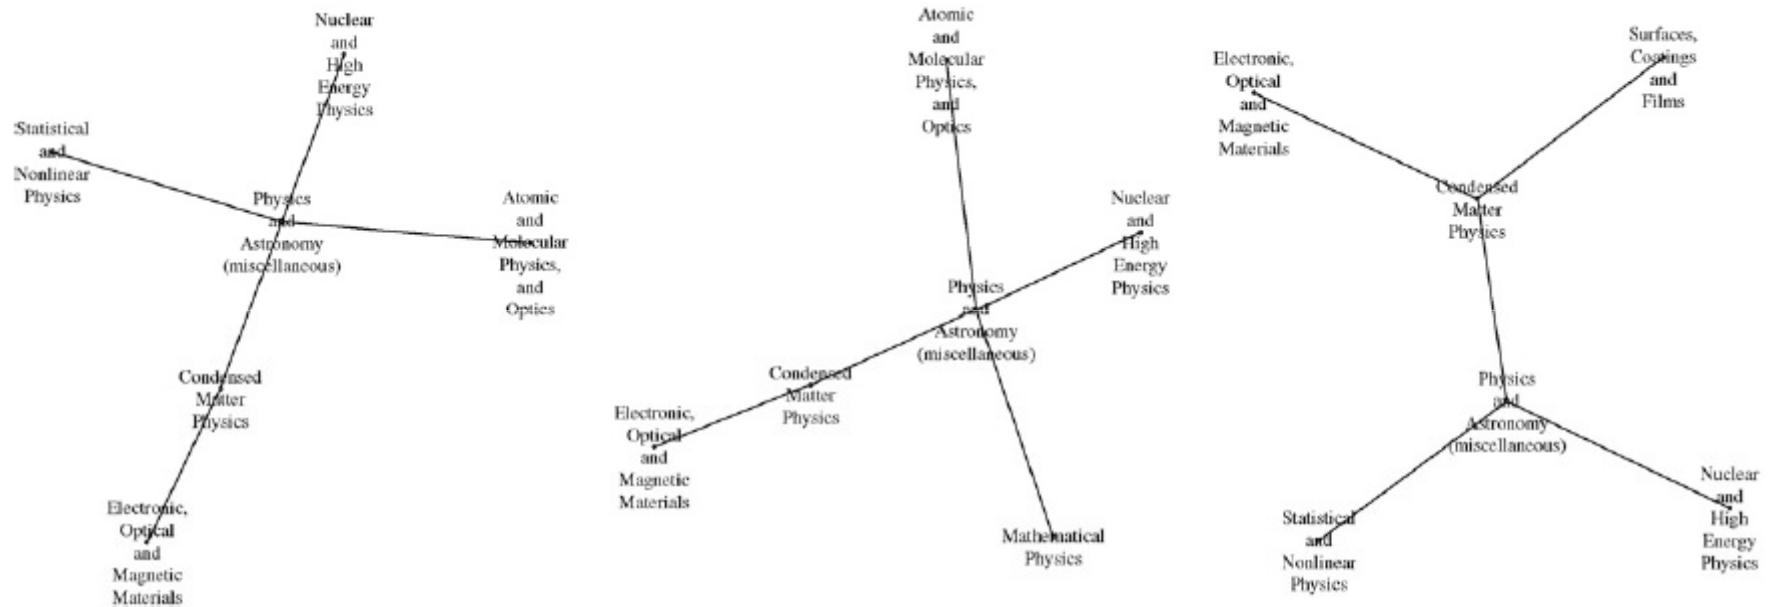 Nuclear
and
High
Energy
Physics
Statistical
and
Nonlinear
Physics
Physics
and
Astronomy
(miscellaneous)
Atomic
and
Molecular
Physics,
and
Optics
Condensed
Matter
Physics
Electronic,
Optical
and
Magnetic
Materials
Atomic
and
Molecular
Physics,
and
Optics
Nuclear
and
High
Energy
Physics
Physics
and
Astronomy
(miscellaneous)
Condensed
Matter
Physics
Electronic,
Optical
and
Magnetic
Materials
Mathematical
Physics
Electronic,
Optical
and
Magnetic
Materials
Surfaces,
Coatings
and
Films
Condensed
Matter
Physics
Physics
and
Astronomy
(miscellaneous)
Statistical
and
Nonlinear
Physics
Nuclear
and
High
Energy
Physics